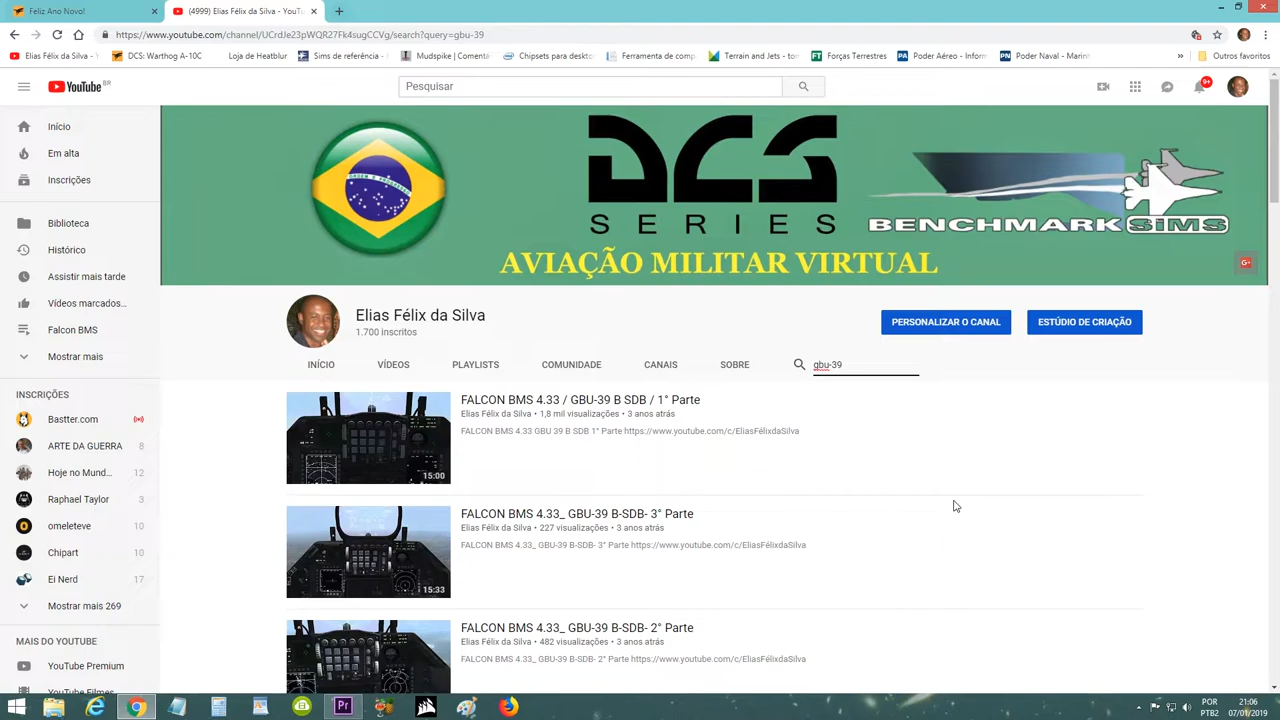 Feliz Ano Novo!
(4999) Elias Félix da Silva - YouTu
https://www.youtube.com/channel/UCrdJe23pWQR27Fk4sugCCVg/search?query=gbu-39
Elias Félix da Silva - Y
DCS: Warthog A-10C
Loja de Heatblur
Sims de referência -
Mudspike | Comenta
Chipsets para deskto
Ferramenta de comp
Terrain and Jets - ton
Forças Terrestres
Poder Aéreo - Inform
Poder Naval - Marinh
»
Outros favoritos
YouTube BR
Pesquisar
9+
Início
Em alta
Inscrições
Biblioteca
Histórico
Assistir mais tarde
Vídeos marcados...
Falcon BMS
Mostrar mais
INSCRIÇÕES
Bastter.com
ARTE DA GUERRA 8
Hoje no Mund... 12
Raphael Taylor 3
omeleteve 10
Chipart 10
Ei Nerd 17
Mostrar mais 269
MAIS DO YOUTUBE
YouTube Premium
YouTube Filmes
ORDEM E PROGRESSO
DCS
SERIES
BENCHMARKSIMS
AVIAÇÃO MILITAR VIRTUAL
G+
Elias Félix da Silva
1.700 inscritos
PERSONALIZAR O CANAL
ESTÚDIO DE CRIAÇÃO
INÍCIO
VÍDEOS
PLAYLISTS
COMUNIDADE
CANAIS
SOBRE
gbu-39
FALCON BMS 4.33 / GBU-39 B SDB / 1° Parte
Elias Félix da Silva • 1,8 mil visualizações • 3 anos atrás
FALCON BMS 4.33 GBU 39 B SDB 1° Parte https://www.youtube.com/c/EliasFélixdaSilva
15:00
FALCON BMS 4.33_ GBU-39 B-SDB- 3° Parte
Elias Félix da Silva • 227 visualizações • 3 anos atrás
FALCON BMS 4.33_ GBU-39 B-SDB- 3° Parte https://www.youtube.com/c/EliasFélixdaSilva
15:33
FALCON BMS 4.33_ GBU-39 B-SDB- 2° Parte
Elias Félix da Silva • 482 visualizações • 3 anos atrás
FALCON BMS 4.33_ GBU-39 B-SDB- 2° Parte https://www.youtube.com/c/EliasFélixdaSilva
Pr
POR
PTB2
21:06
07/01/2019